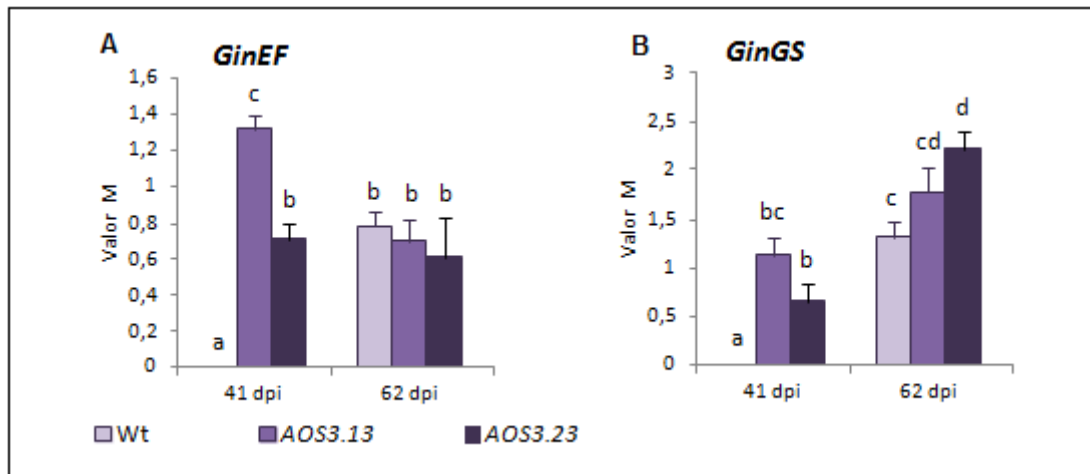 A
GinEF
Valor M
1,6
1,4
1,2
1
0,8
0,6
0,4
0,2
0
a
c
b
b
b
b
41 dpi
62 dpi
B
GinGS
Valor M
3
2,5
2
1,5
1
0,5
0
a
bc
b
c
cd
d
41 dpi
62 dpi
Wt
AOS3.13
AOS3.23